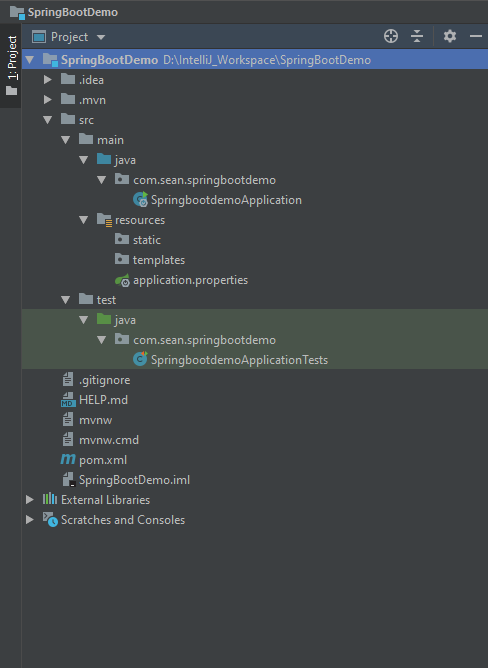 SpringBootDemo
1: Project
Project
SpringBootDemo D:\IntelliJ_Workspace\SpringBootDemo
.idea
.mvn
src
main
java
com.sean.springbootdemo
SpringbootdemoApplication
resources
static
templates
application.properties
test
java
com.sean.springbootdemo
SpringbootdemoApplicationTests
.gitignore
HELP.md
mvnw
mvnw.cmd
pom.xml
SpringBootDemo.iml
External Libraries
Scratches and Consoles